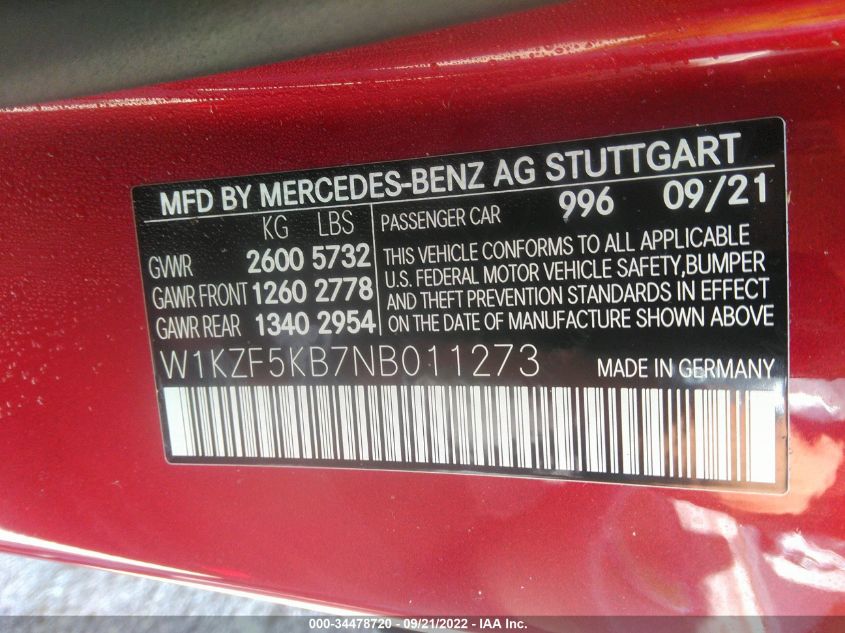 MFD BY MERCEDES-BENZ AG STUTTGART
KG LBS
GVWR 2600 5732
GAWR FRONT 1260 2778
GAWR REAR 1340 2954
PASSENGER CAR 996 09/21
THIS VEHICLE CONFORMS TO ALL APPLICABLE
U.S. FEDERAL MOTOR VEHICLE SAFETY,BUMPER
AND THEFT PREVENTION STANDARDS IN EFFECT
ON THE DATE OF MANUFACTURE SHOWN ABOVE
W1KZF5KB7NB011273 MADE IN GERMANY
000-34478720 - 09/21/2022 - IAA Inc.